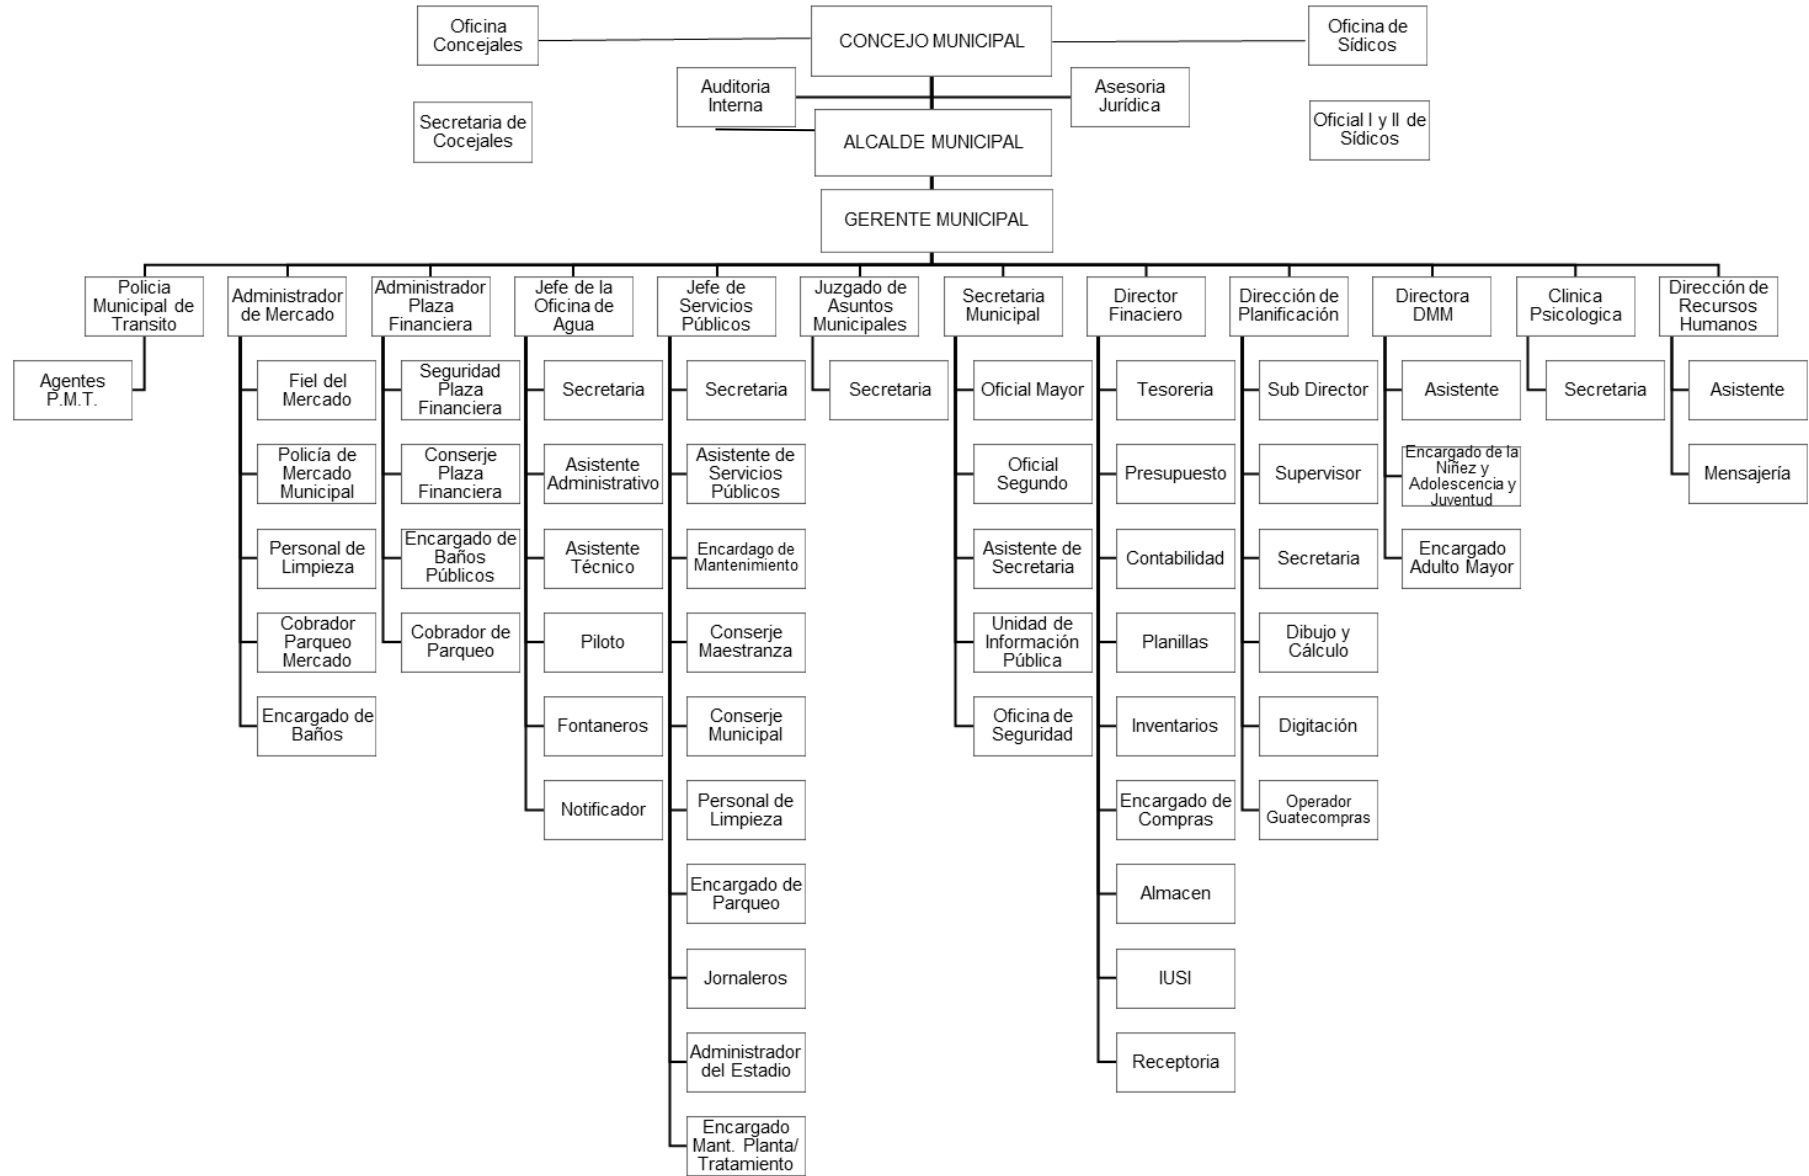 Oficina
Concejales
CONCEJO MUNICIPAL
Oficina de
Sídicos
Auditoria
Interna
Asesoria
Jurídica
Secretaria de
Cocejales
ALCALDE MUNICIPAL
Oficial I y II de
Sídicos
GERENTE MUNICIPAL
Policia
Municipal de
Transito
Administrador
de Mercado
Administrador
Plaza
Financiera
Jefe de la
Oficina de
Agua
Jefe de
Servicios
Públicos
Juzgado de
Asuntos
Municipales
Secretaria
Municipal
Director
Finaciero
Dirección de
Planificación
Directora
DMM
Clinica
Psicologica
Dirección de
Recursos
Humanos
Agentes
P.M.T.
Fiel del
Mercado
Policía de
Mercado
Municipal
Personal de
Limpieza
Cobrador
Parqueo
Mercado
Encargado de
Baños
Seguridad
Plaza
Financiera
Conserje
Plaza
Financiera
Encargado de
Baños
Públicos
Cobrador de
Parqueo
Secretaria
Asistente
Administrativo
Asistente
Técnico
Piloto
Fontaneros
Notificador
Secretaria
Asistente de
Servicios
Públicos
Encardago de
Mantenimiento
Conserje
Maestranza
Conserje
Municipal
Personal de
Limpieza
Encargado de
Parqueo
Jornaleros
Administrador
del Estadio
Encargado
Mant. Planta/
Tratamiento
Secretaria
Oficial Mayor
Oficial
Segundo
Asistente de
Secretaria
Unidad de
Información
Pública
Oficina de
Seguridad
Tesoreria
Presupuesto
Contabilidad
Planillas
Inventarios
Encargado de
Compras
Almacen
IUSI
Receptoria
Sub Director
Supervisor
Secretaria
Dibujo y
Cálculo
Digitación
Operador
Guatecompras
Asistente
Encargado de la
Niñez y
Adolescencia y
Juventud
Encargado
Adulto Mayor
Secretaria
Asistente
Mensajería